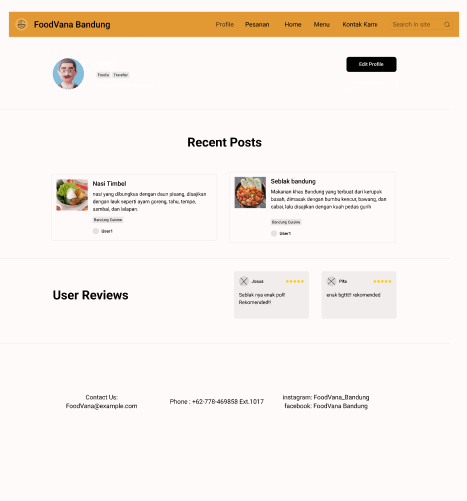 FoodVana Bandung
Profile Pesanan Home Menu Kontak Kami Search in site
Foodie Traveller
Edit Profile
Recent Posts
Nasi Timbel
nasi yang dibungkus dengan daun pisang, disajikan
dengan lauk seperti ayam goreng, tahu, tempe,
sambal, dan lalapan.
Bandung Cuisine
User1
Seblak bandung
Makanan khas Bandung yang terbuat dari kerupuk
basah, dimasak dengan bumbu kencur, bawang, dan
cabai, lalu disajikan dengan kuah pedas gurih
Bandung Cuisine
User1
User Reviews
Josua
Seblak nya enak poll!
Rekomended!!
Pita
enak bgttt!! rekomended
Contact Us:
FoodVana@example.com
Phone : +62-778-469858 Ext.1017
instagram: FoodVana_Bandung
facebook: FoodVana Bandung